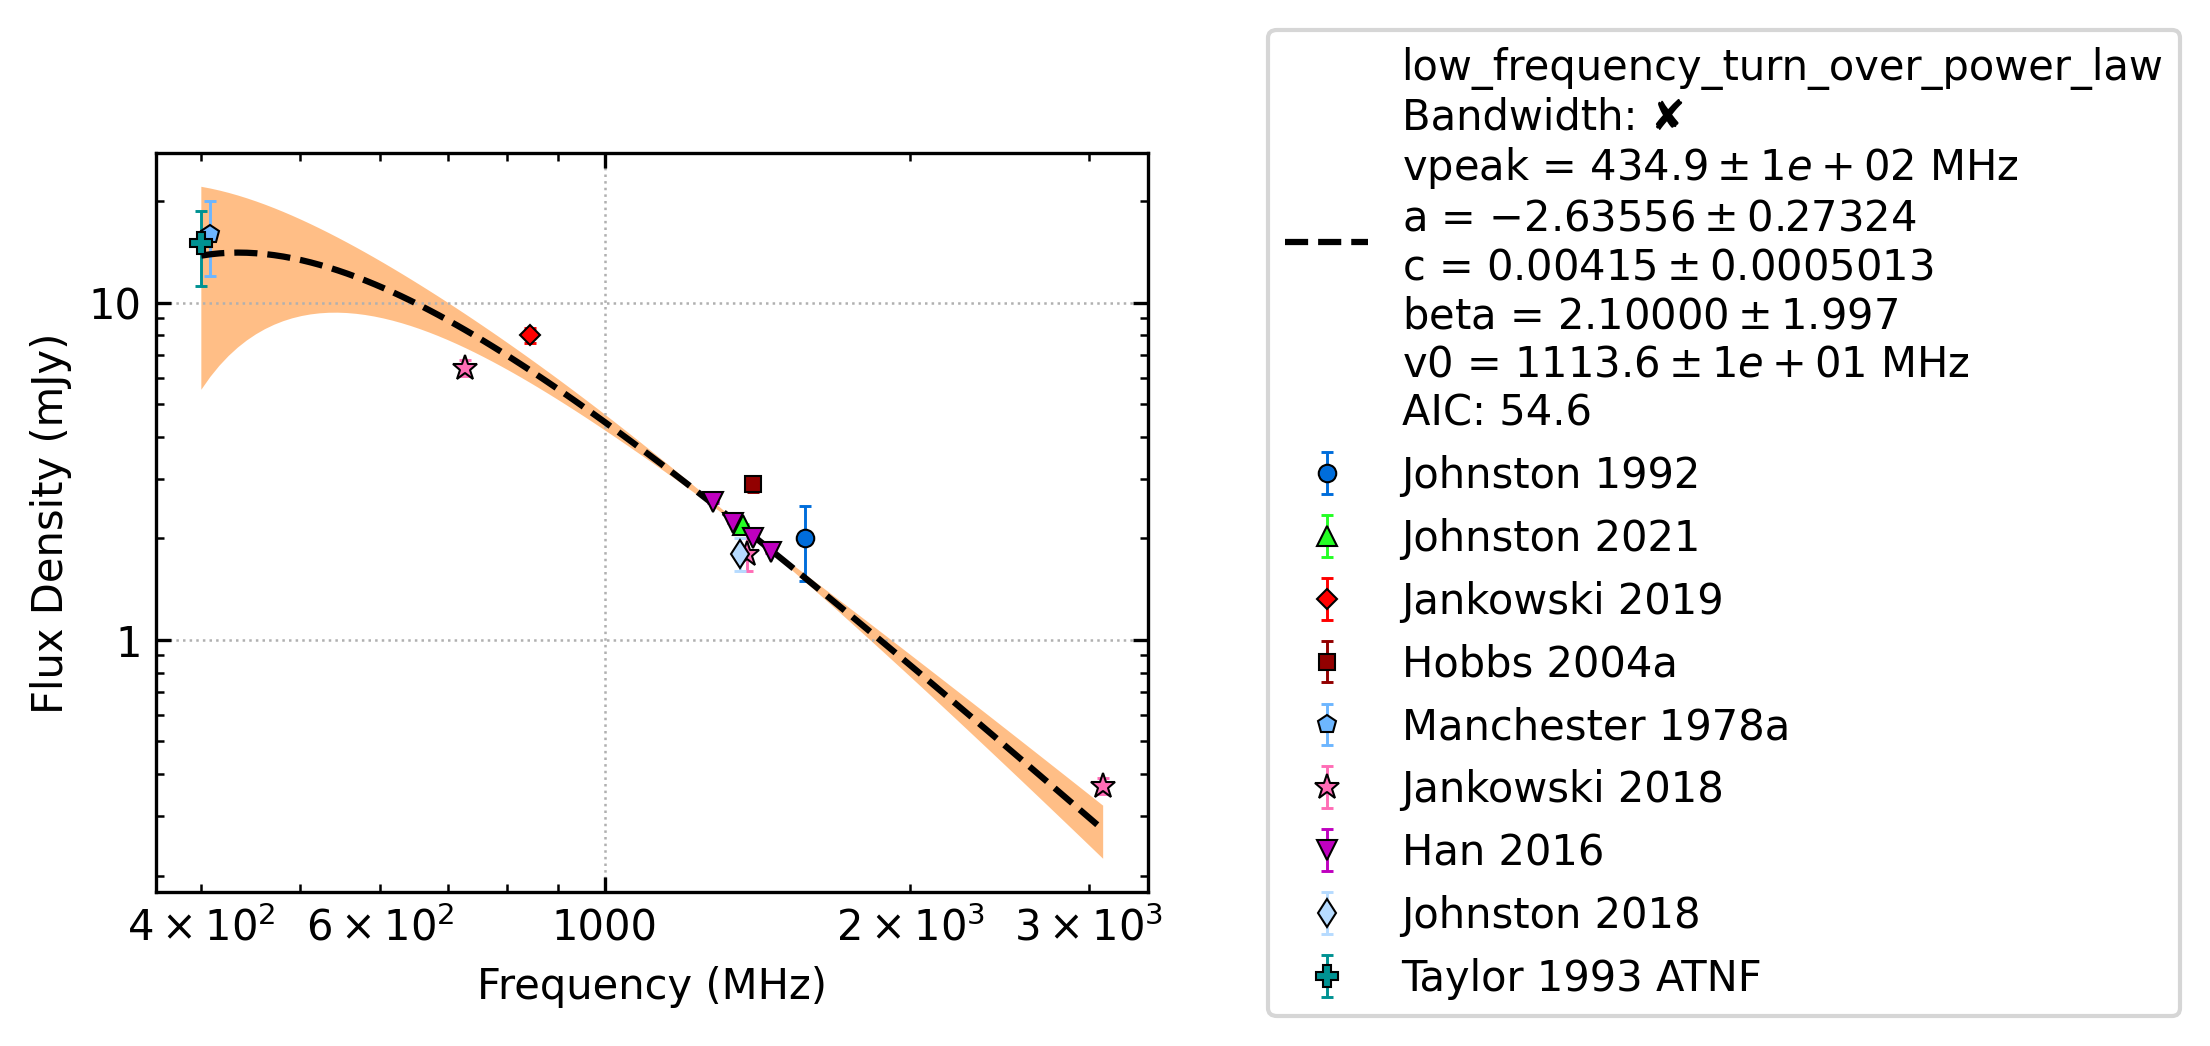 low_frequency_turn_over_power_law
Bandwidth: ✘
vpeak = 434.9 ± 1e + 02 MHz
a = −2.63556 ± 0.27324
c = 0.00415 ± 0.0005013
beta = 2.10000 ± 1.997
v0 = 1113.6 ± 1e + 01 MHz
AIC: 54.6
Johnston 1992
Johnston 2021
Jankowski 2019
Hobbs 2004a
Manchester 1978a
Jankowski 2018
Han 2016
Johnston 2018
Taylor 1993 ATNF
Flux Density (mJy)
10
1
4 × 10² 6 × 10² 1000 2 × 10³ 3 × 10³
Frequency (MHz)